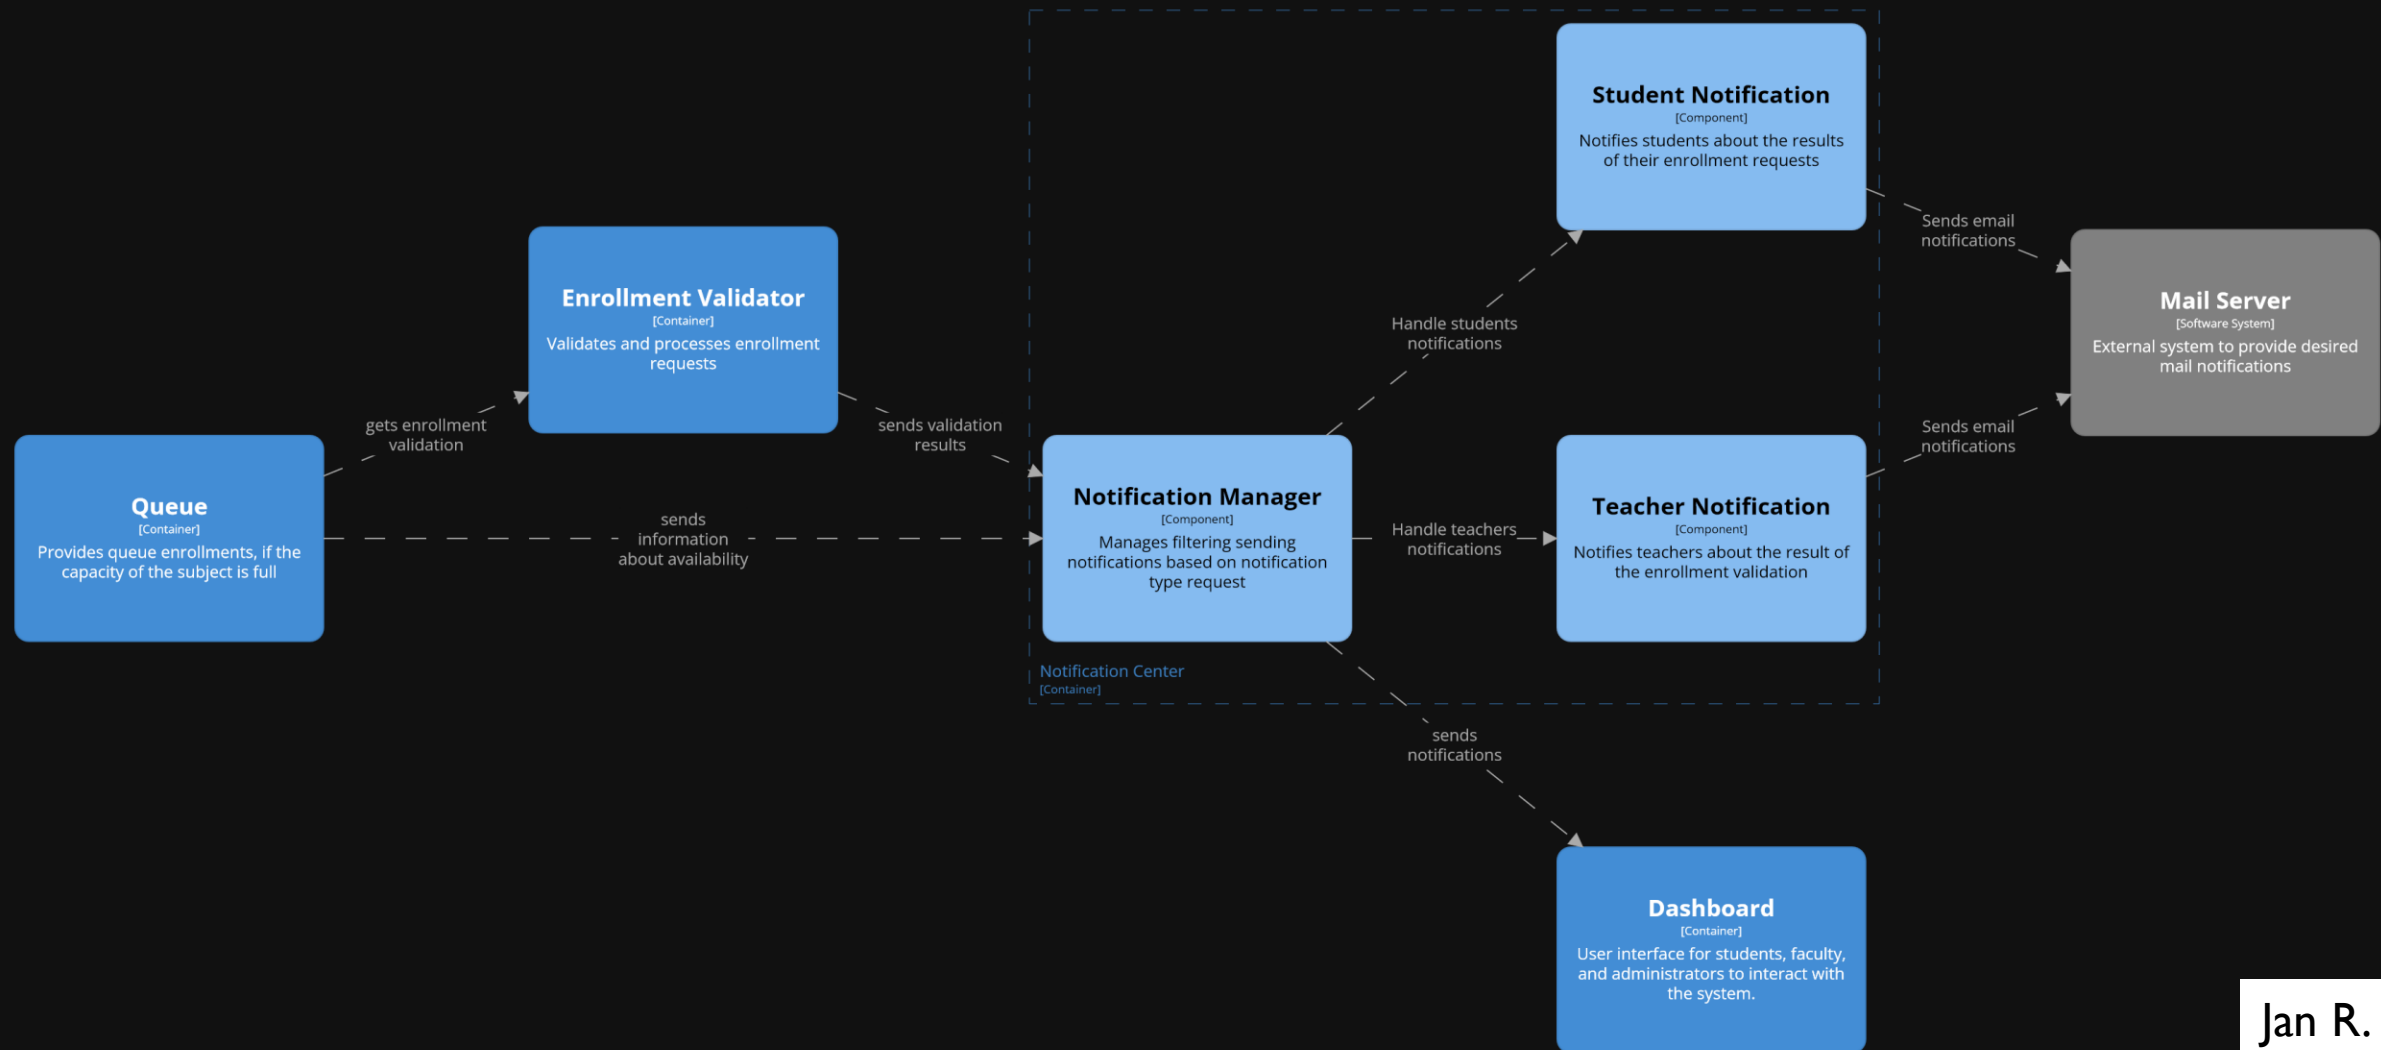 Student Notification
[Component]
Notifies students about the results
of their enrollment requests
Sends email
notifications
Enrollment Validator
[Container]
Validates and processes enrollment
requests
Mail Server
[Software System]
External system to provide desired
mail notifications
Handle students
notifications
gets enrollment
validation
sends validation
results
Sends email
notifications
Queue
[Container]
Provides queue enrollments, if the
capacity of the subject is full
sends
information
about availability
Notification Manager
[Component]
Manages filtering sending
notifications based on notification
type request
Handle teachers
notifications
Teacher Notification
[Component]
Notifies teachers about the result of
the enrollment validation
Notification Center
[Container]
sends
notifications
Dashboard
[Container]
User interface for students, faculty,
and administrators to interact with
the system.
Jan R.